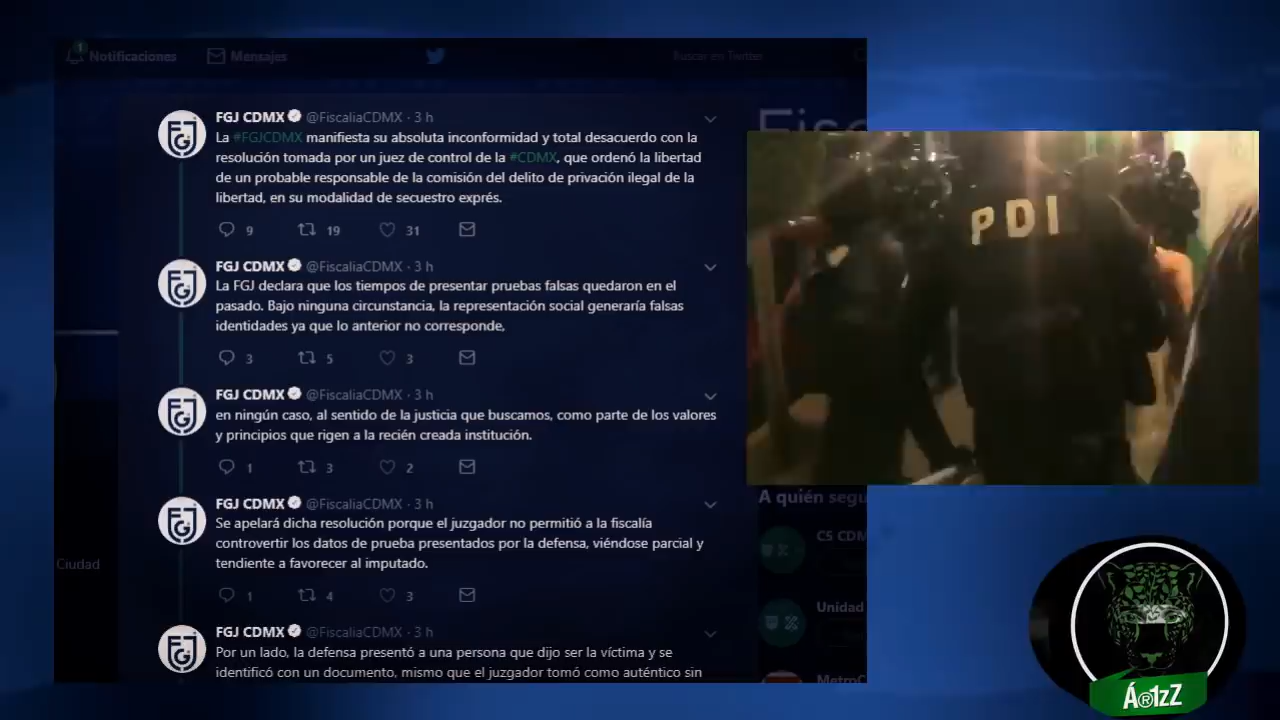 1
Notificaciones
Mensajes
Buscar en Twitter
FGJ CDMX @FiscaliaCDMX · 3 h
La #FGJCDMX manifiesta su absoluta inconformidad y total desacuerdo con la
resolución tomada por un juez de control de la #CDMX, que ordenó la libertad
de un probable responsable de la comisión del delito de privación ilegal de la
libertad, en su modalidad de secuestro exprés.
9 19 31
FGJ CDMX @FiscaliaCDMX · 3 h
La FGJ declara que los tiempos de presentar pruebas falsas quedaron en el
pasado. Bajo ninguna circunstancia, la representación social generaría falsas
identidades ya que lo anterior no corresponde,
3 5 3
FGJ CDMX @FiscaliaCDMX · 3 h
en ningún caso, al sentido de la justicia que buscamos, como parte de los valores
y principios que rigen a la recién creada institución.
1 3 2
FGJ CDMX @FiscaliaCDMX · 3 h
Se apelará dicha resolución porque el juzgador no permitió a la fiscalía
controvertir los datos de prueba presentados por la defensa, viéndose parcial y
tendiente a favorecer al imputado.
1 4 3
FGJ CDMX @FiscaliaCDMX · 3 h
Por un lado, la defensa presentó a una persona que dijo ser la víctima y se
identificó con un documento, mismo que el juzgador tomó como auténtico sin
Ciudad
Fisc
PDI
A quién segu
C5 CDM
Unidad
MetroC
Á®1zZ